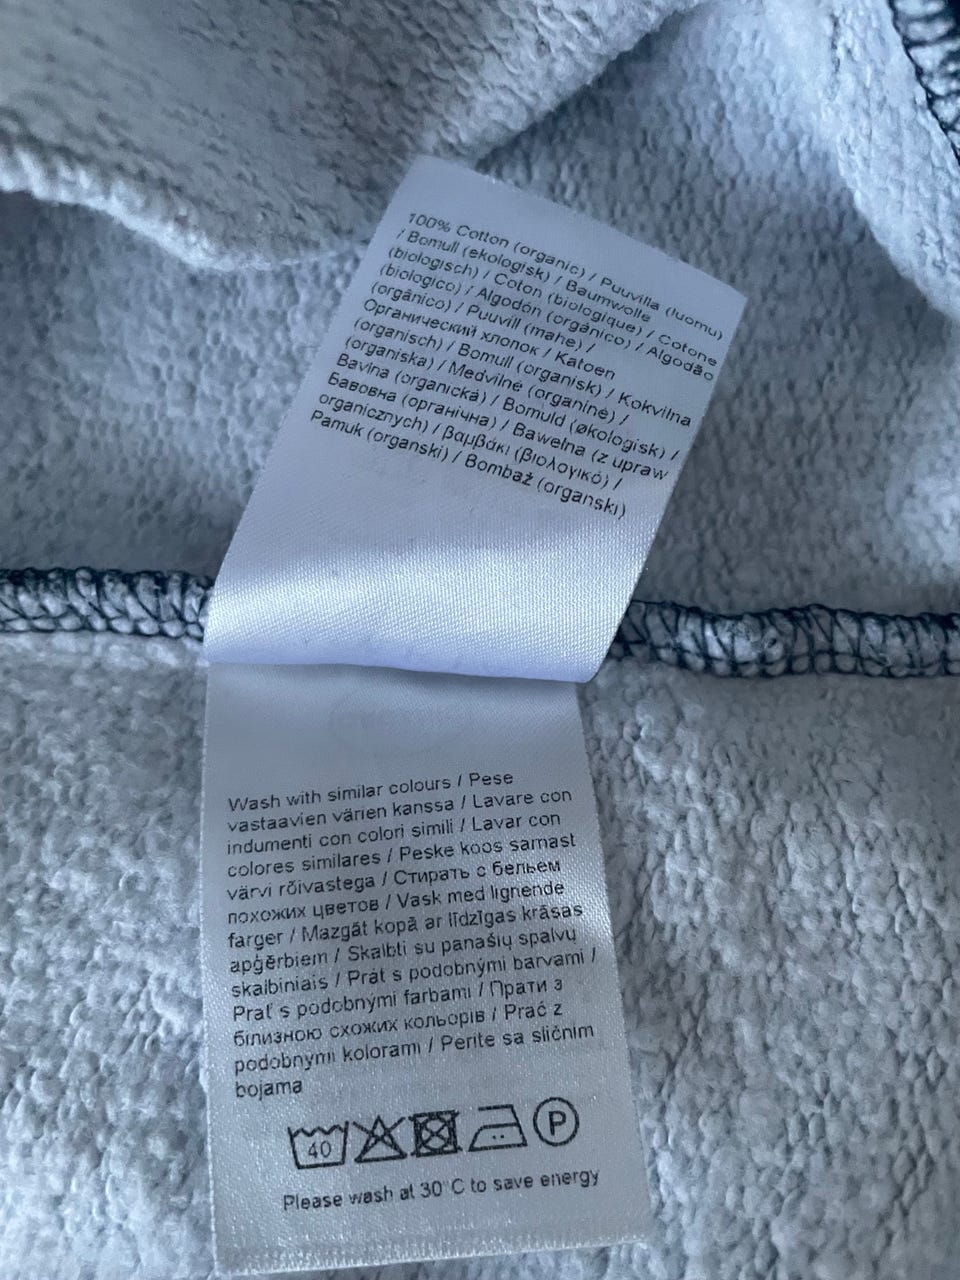 100% Cotton (organic) / Puuvilla (luomu)
/ Bomull (ekologisk) / Baumwolle
(biologisch) / Coton (biologique) / Cotone
(biologico) / Algodón (orgánico) / Algodão
(orgânico) / Puuvill (mahe) /
Органический хлопок / Katoen
(organisch) / Bomull (organisk) / Kokvilna
(organiska) / Medvilnė (organinė) /
Bavlna (organická) / Bomuld (økologisk) /
Бавовна (органічна) / Bawełna (z upraw
organicznych) / βαμβάκι (βιολογικό) /
Pamuk (organski) / Bombaž (organski)
Wash with similar colours / Pese
vastaavien värien kanssa / Lavare con
indumenti con colori simili / Lavar con
colores similares / Peske koos samast
värvi rõivastega / Стирать с бельем
похожих цветов / Vask med lignende
farger / Mazgāt kopā ar līdzīgas krāsas
apģērbiem / Skalbti su panašių spalvų
skalbiniais / Prát s podobnými barvami /
Prať s podobnými farbami / Прати з
білизною схожих кольорів / Prać z
podobnymi kolorami / Perite sa sličnim
bojama
40 P
Please wash at 30°C to save energy